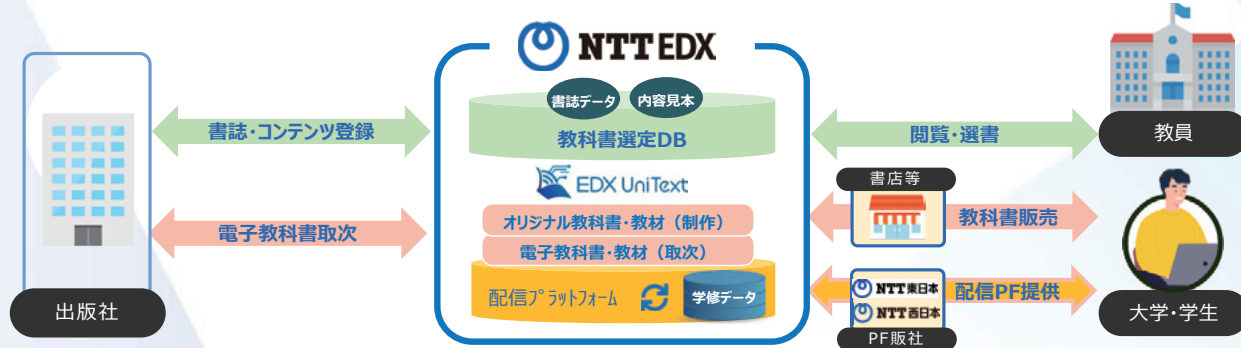 NTT EDX
書誌データ
内容見本
教科書選定DB
EDX UniText
オリジナル教科書・教材（制作）
電子教科書・教材（取次）
配信プラットフォーム
学修データ
書誌・コンテンツ登録
電子教科書取次
出版社
閲覧・選書
教員
書店等
教科書販売
NTT東日本
NTT西日本
配信PF提供
PF販社
大学・学生